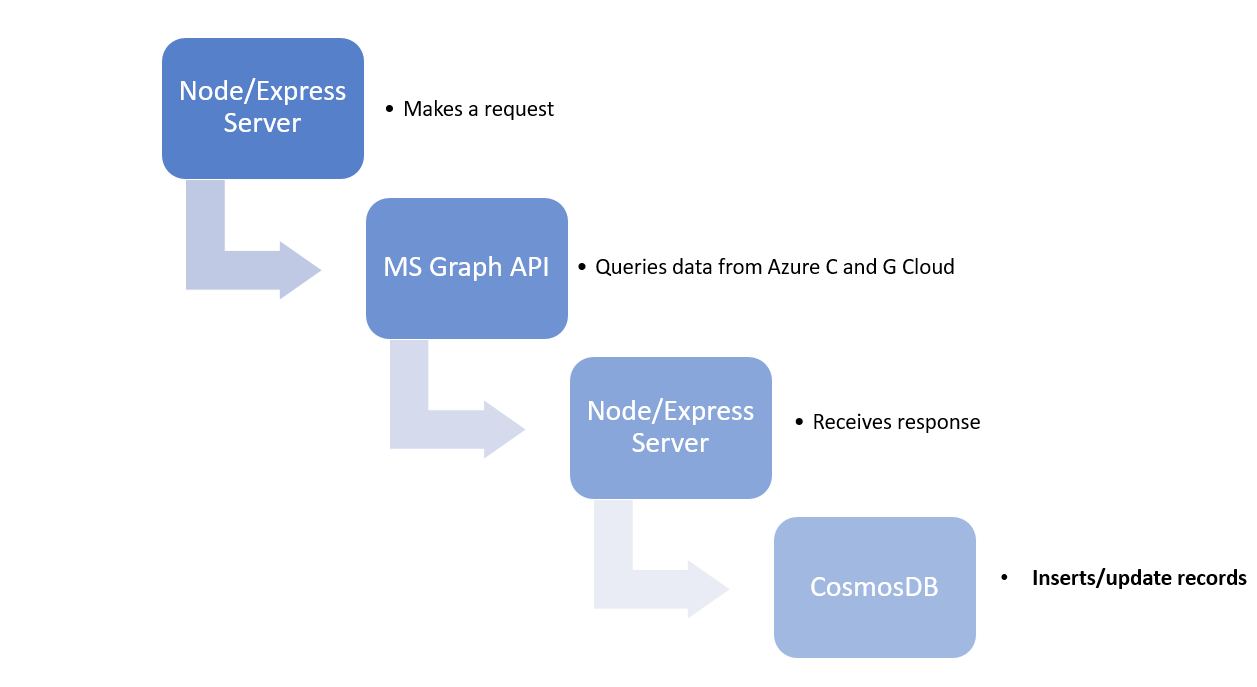 Node/Express
Server
• Makes a request
MS Graph API
• Queries data from Azure C and G Cloud
Node/Express
Server
• Receives response
CosmosDB
• Inserts/update records